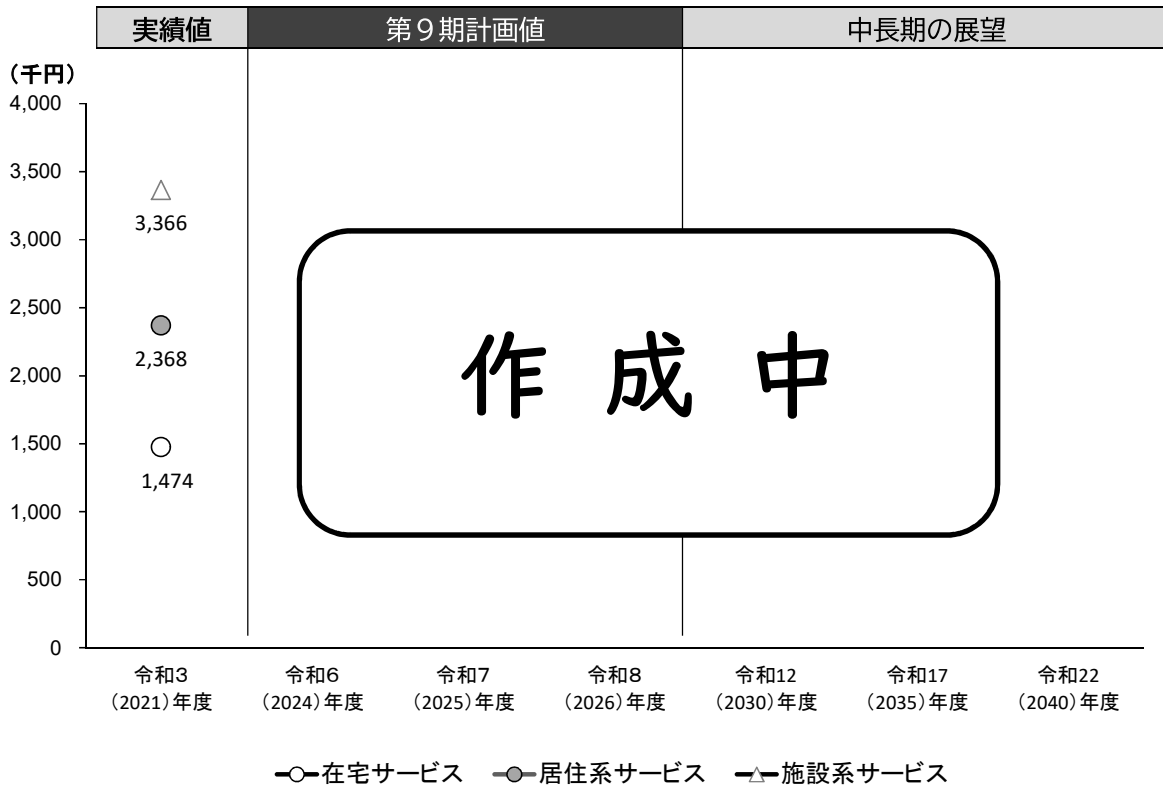 実績値 第９期計画値 中長期の展望
（千円）
4,000
3,500
3,366
3,000
2,500
2,368
2,000
作成中
1,500
1,474
1,000
500
0
令和3 令和6 令和7 令和8 令和12 令和17 令和22
（2021）年度 （2024）年度 （2025）年度 （2026）年度 （2030）年度 （2035）年度 （2040）年度
在宅サービス 居住系サービス 施設系サービス